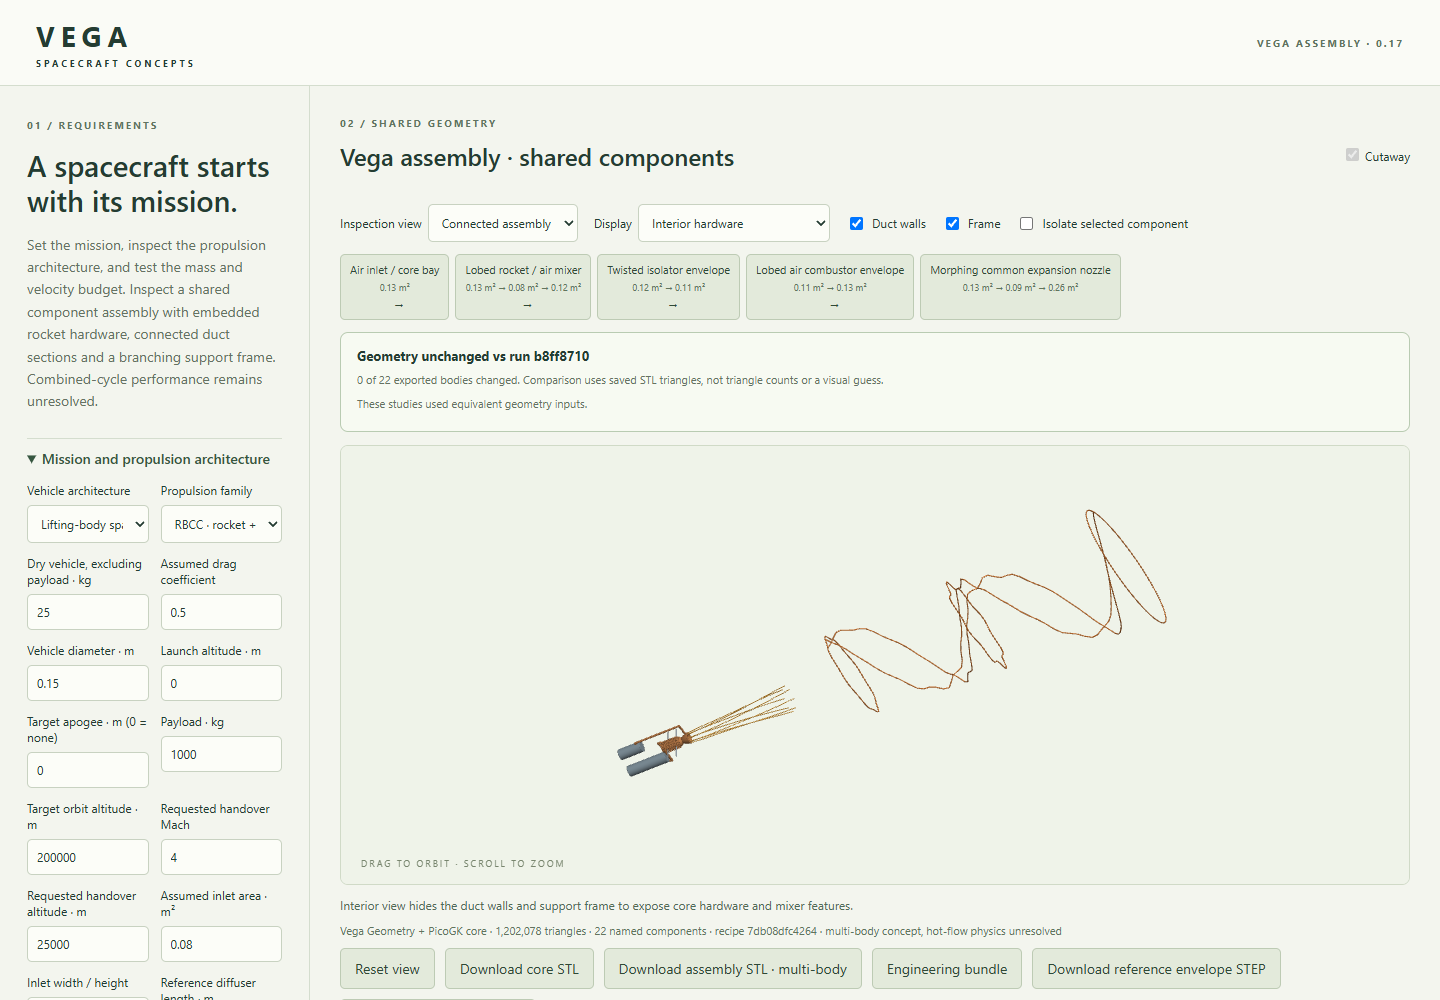 VEGA
SPACECRAFT CONCEPTS
VEGA ASSEMBLY · 0.17
01 / REQUIREMENTS
A spacecraft starts
with its mission.
Set the mission, inspect the propulsion
architecture, and test the mass and
velocity budget. Inspect a shared
component assembly with embedded
rocket hardware, connected duct
sections and a branching support frame.
Combined-cycle performance remains
unresolved.
▼ Mission and propulsion architecture
Vehicle architecture
Propulsion family
Lifting-body spa
RBCC · rocket +
Dry vehicle, excluding
payload · kg
Assumed drag
coefficient
25
0.5
Vehicle diameter · m
Launch altitude · m
0.15
0
Target apogee · m (0 =
none)
Payload · kg
0
1000
Target orbit altitude ·
m
Requested handover
Mach
200000
4
Requested handover
altitude · m
Assumed inlet area ·
m²
25000
0.08
Inlet width / height
Reference diffuser
length · m
02 / SHARED GEOMETRY
Vega assembly · shared components
Cutaway
Inspection view
Connected assembly
Display
Interior hardware
Duct walls
Frame
Isolate selected component
Air inlet / core bay
0.13 m²
→
Lobed rocket / air mixer
0.13 m² → 0.08 m² → 0.12 m²
→
Twisted isolator envelope
0.12 m² → 0.11 m²
→
Lobed air combustor envelope
0.11 m² → 0.13 m²
→
Morphing common expansion nozzle
0.13 m² → 0.09 m² → 0.26 m²
Geometry unchanged vs run b8ff8710
0 of 22 exported bodies changed. Comparison uses saved STL triangles, not triangle counts or a visual guess.
These studies used equivalent geometry inputs.
DRAG TO ORBIT · SCROLL TO ZOOM
Interior view hides the duct walls and support frame to expose core hardware and mixer features.
Vega Geometry + PicoGK core · 1,202,078 triangles · 22 named components · recipe 7db08dfc4264 · multi-body concept, hot-flow physics unresolved
Reset view
Download core STL
Download assembly STL · multi-body
Engineering bundle
Download reference envelope STEP